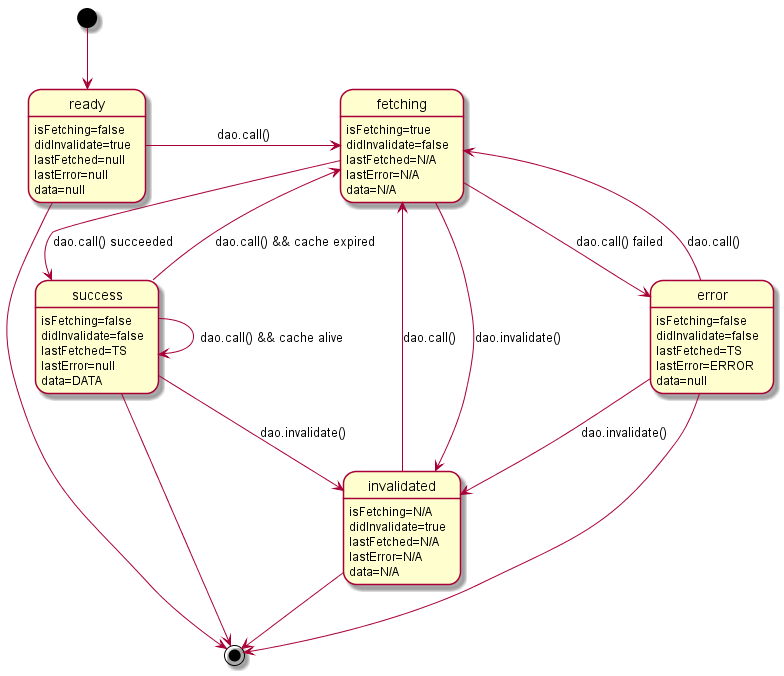 ready
isFetching=false
didInvalidate=true
lastFetched=null
lastError=null
data=null
dao.call()
fetching
isFetching=true
didInvalidate=false
lastFetched=N/A
lastError=N/A
data=N/A
dao.call() succeeded
dao.call() && cache expired
dao.call() failed
dao.call()
success
isFetching=false
didInvalidate=false
lastFetched=TS
lastError=null
data=DATA
dao.call() && cache alive
dao.call()
dao.invalidate()
error
isFetching=false
didInvalidate=false
lastFetched=TS
lastError=ERROR
data=null
dao.invalidate()
dao.invalidate()
invalidated
isFetching=N/A
didInvalidate=true
lastFetched=N/A
lastError=N/A
data=N/A